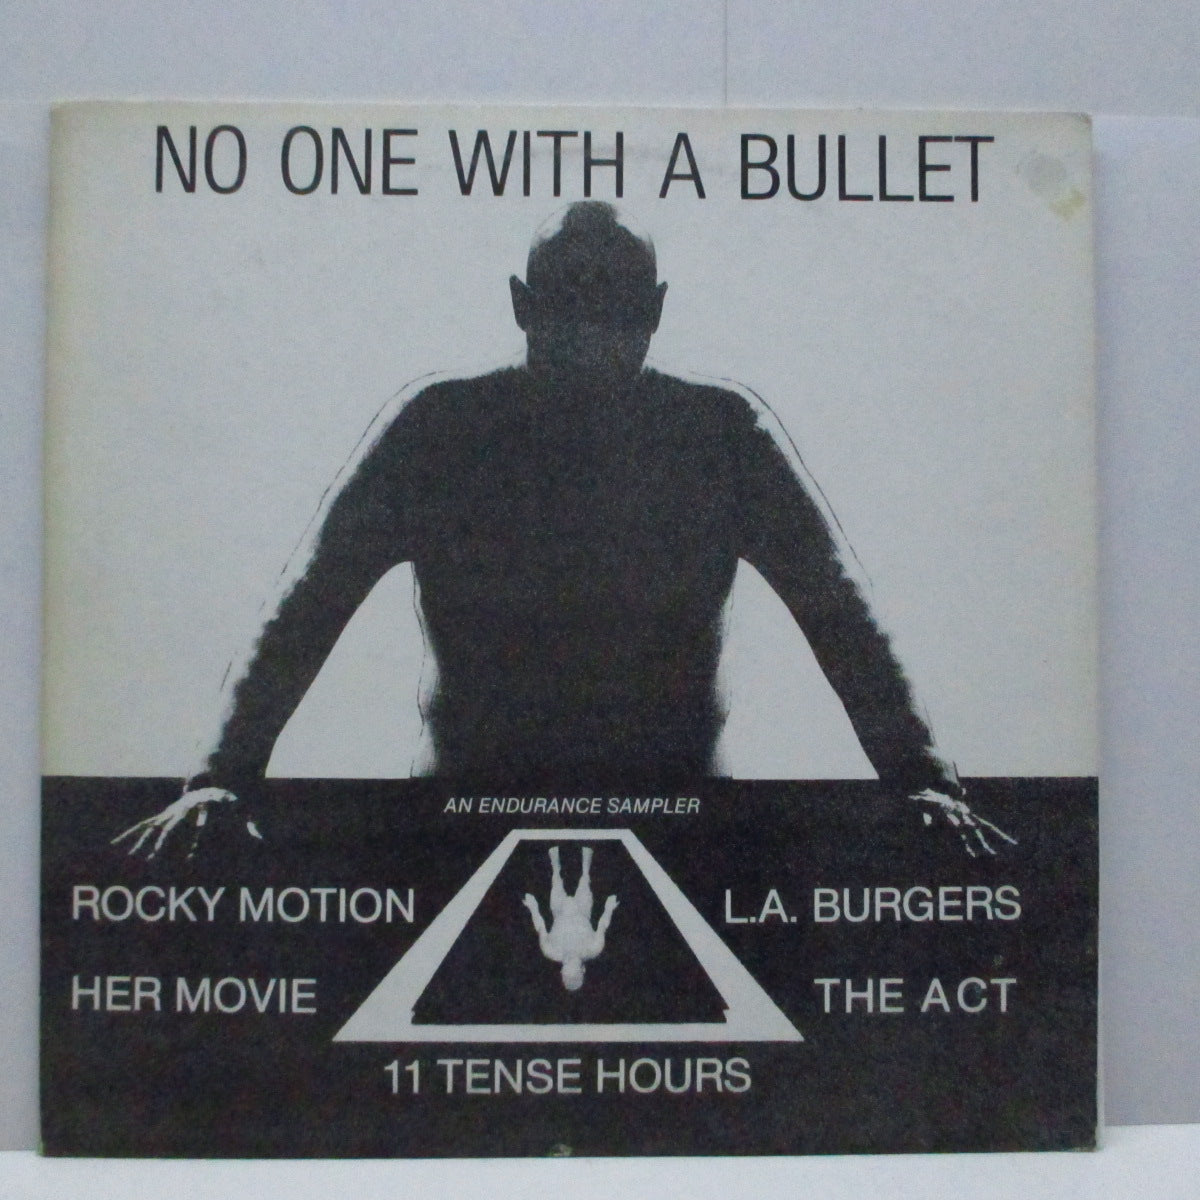 NO ONE WITH A BULLET
AN ENDURANCE SAMPLER
ROCKY MOTION
L.A. BURGERS
HER MOVIE
THE ACT
11 TENSE HOURS